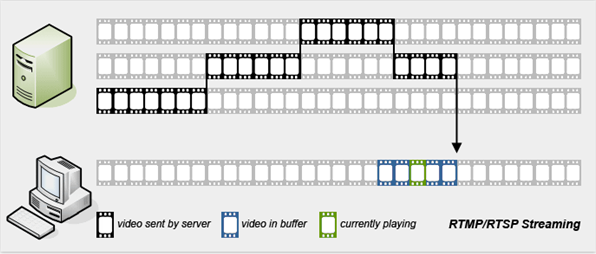 video sent by server video in buffer currently playing RTMP/RTSP Streaming